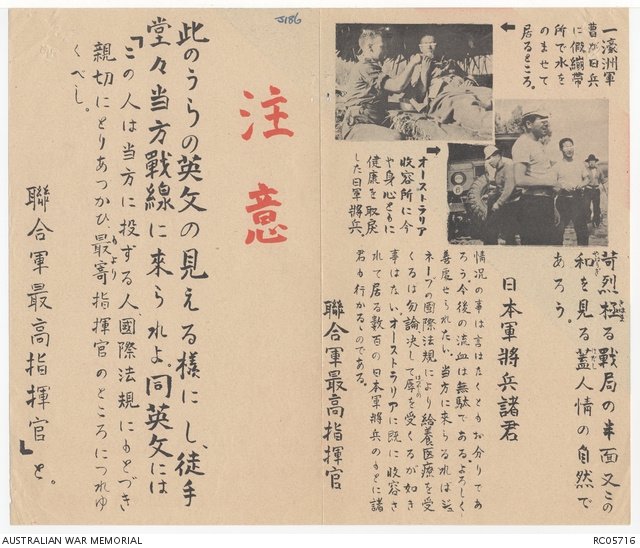 J186
一濠洲軍
曹が日兵
に假繃帶
所で水を
のませて
居るところ。
オーストラリア
收容所に今
や身心ともに
健康を取戾
した日軍將兵
苛烈極る戰局の半面又この
和を見る蓋人情の自然で
あろう。
日本軍將兵諸君
情況の事は言はなくともお分りであ
ろう。今後の流血は無駄である。よろしく
善處せられたい。当方に來らるれば
ネーヴの國際法規により給養医療を受
くるは勿論決して辱を受くるが如き
事はない。オーストラリアに既に收容さ
れて居る数百の日本軍將兵のもとに諸
君も行かるゝのである。
聯合軍最高指揮官
注意
此のうらの英文の見える樣にし、徒手
堂々当方戰線に來られよ同英文には
「この人は当方に投ずる人、國際法規にもとづき
親切にとりあつかひ最寄指揮官のところにつれゆ
くべし。
聯合軍最高指揮官」と。
AUSTRALIAN WAR MEMORIAL
RC05716